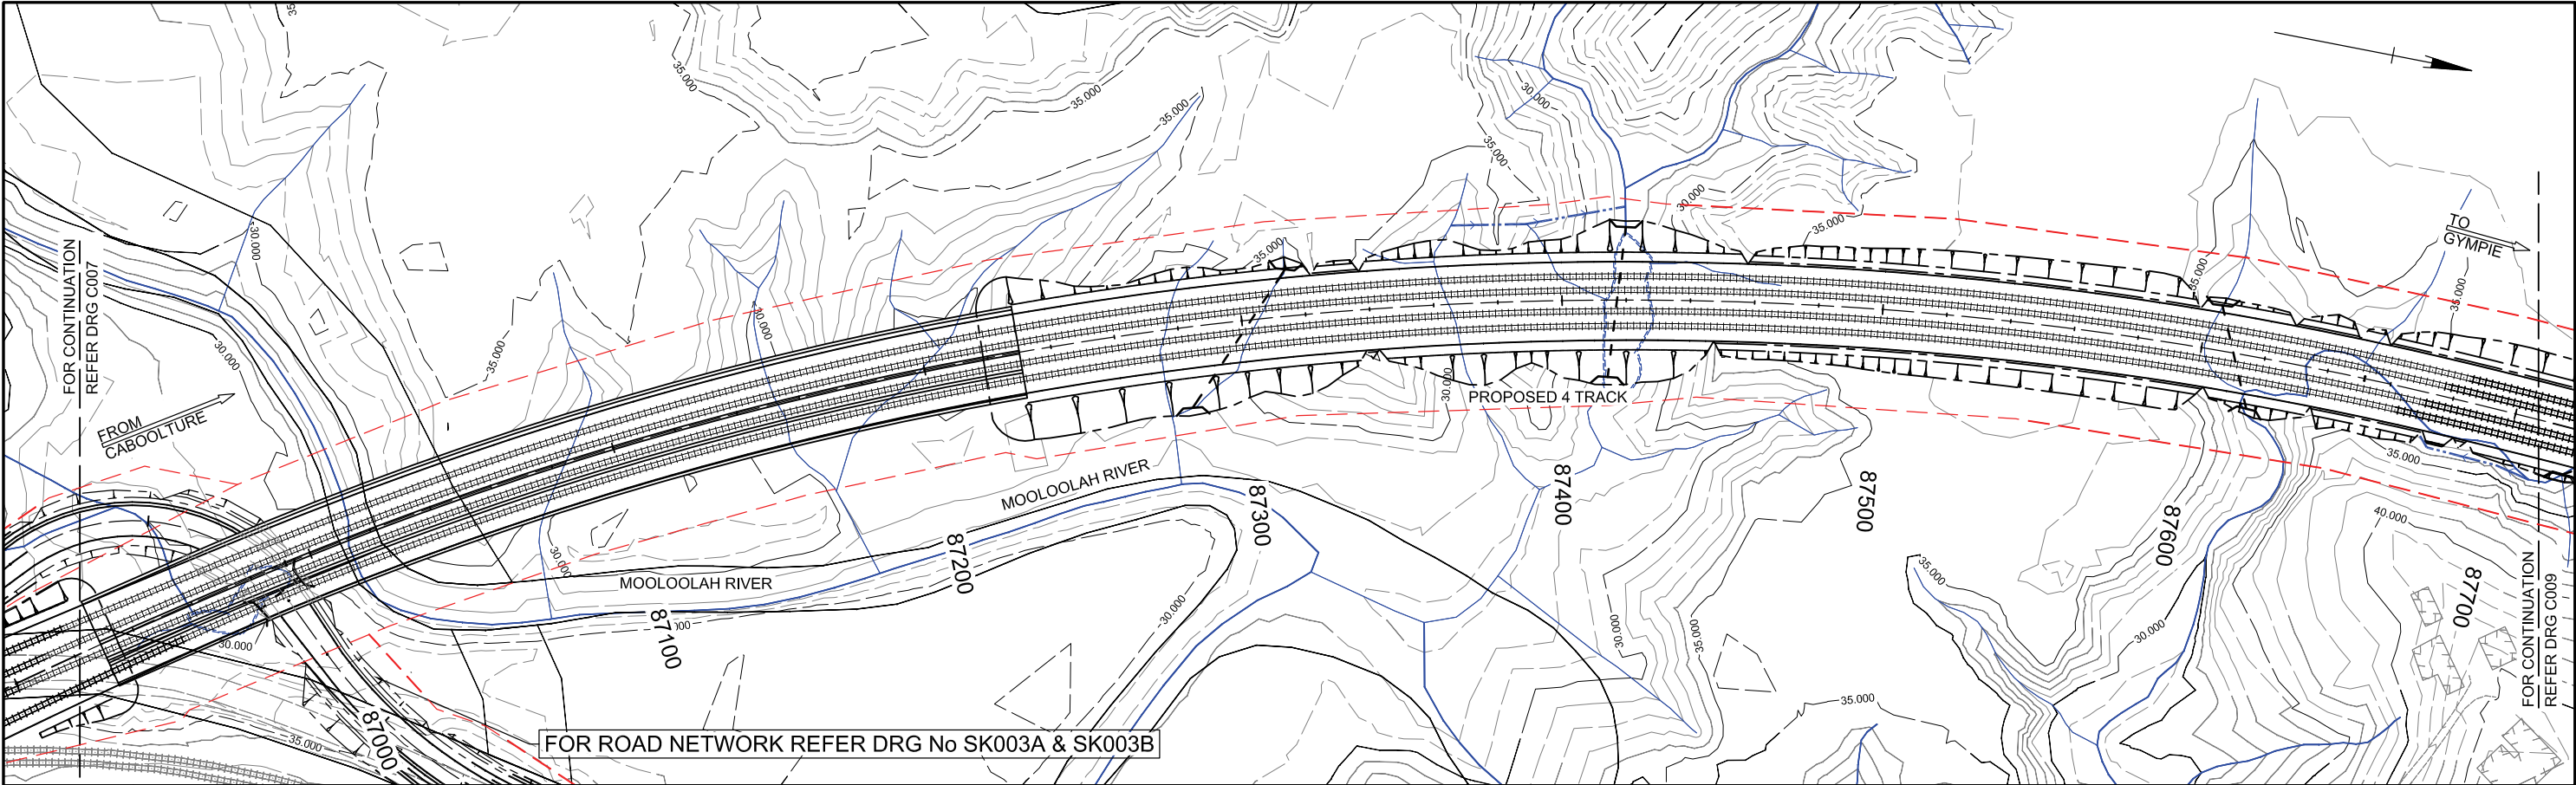 35.000
35.000
35.000
35.000
30.000
35.000
30.000
30.000
35.000
35.000
TO
GYMPIE
35.000
35.000
FOR CONTINUATION
REFER DRG C007
30.000
30.000
35.000
FROM
CABOOLTURE
30.000
PROPOSED 4 TRACK
MOOLOOLAH RIVER
87300
87400
87500
87600
35.000
40.000
MOOLOOLAH RIVER
87200
30.000
87100
30.000
30.000
30.000
35.000
35.000
30.000
87700
FOR CONTINUATION
REFER DRG C009
35.000
87000
35.000
FOR ROAD NETWORK REFER DRG No SK003A & SK003B